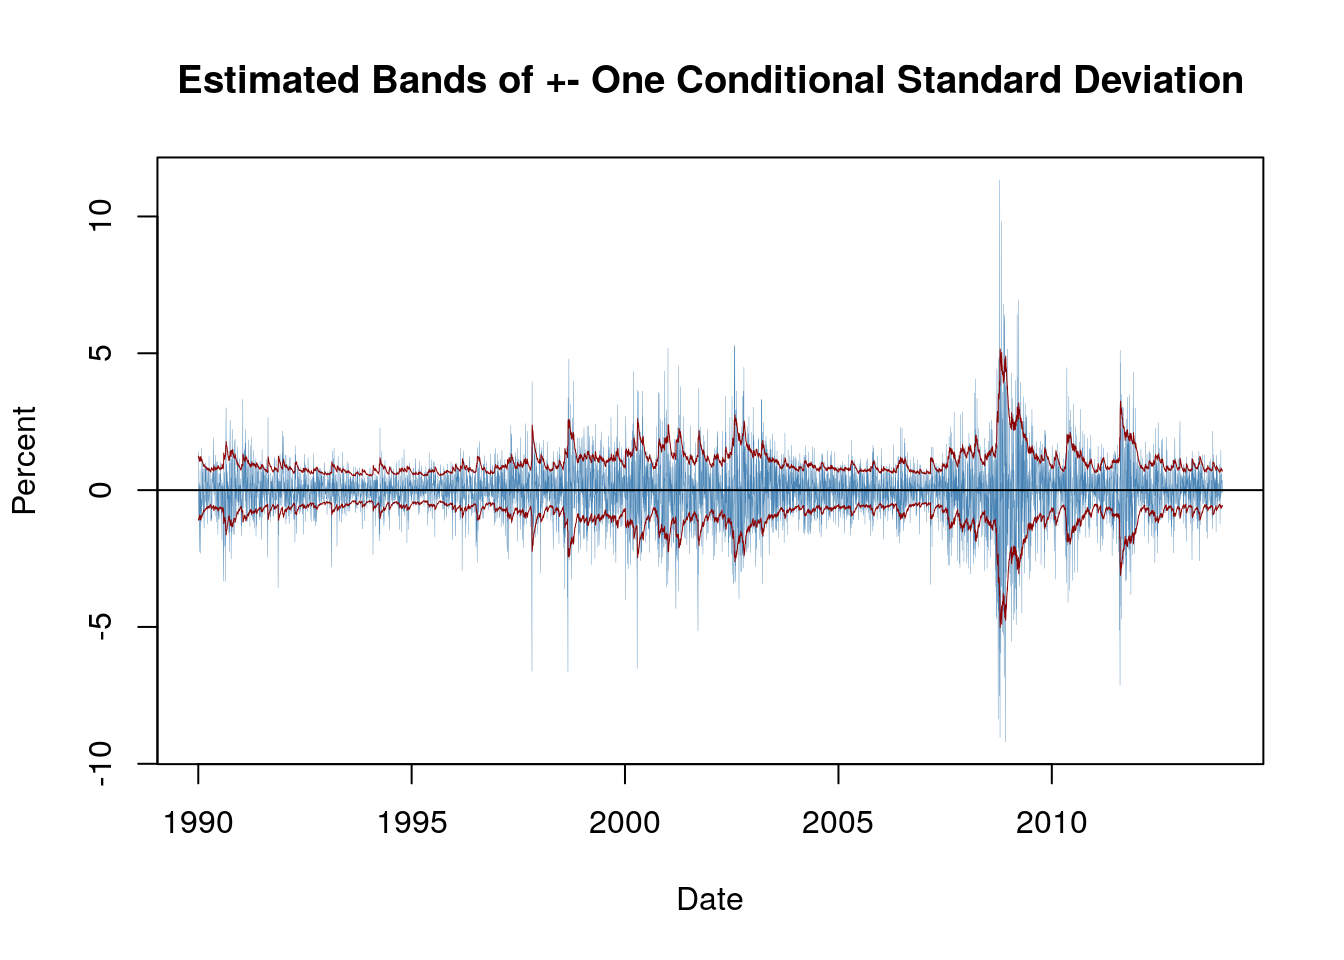 Estimated Bands of +- One Conditional Standard Deviation
Percent
10
5
0
-5
-10
1990 1995 2000 2005 2010
Date